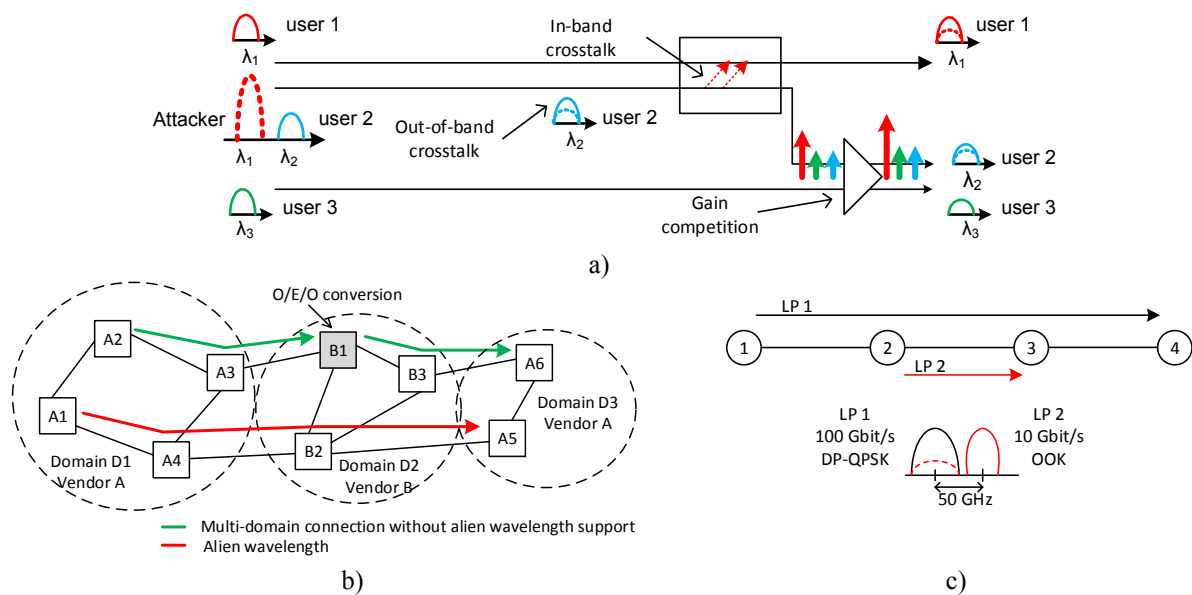 user 1
λ1
In-band
crosstalk
user 1
λ1
Attacker
user 2
λ1
λ2
Out-of-band
crosstalk
user 2
λ2
user 2
λ2
user 3
λ3
Gain
competition
user 3
λ3
a)
O/E/O conversion
A2
A3
B1
B3
A6
A1
A4
B2
A5
Domain D1
Vendor A
Domain D2
Vendor B
Domain D3
Vendor A
Multi-domain connection without alien wavelength support
Alien wavelength
b)
LP 1
1
2
3
4
LP 2
LP 1
100 Gbit/s
DP-QPSK
LP 2
10 Gbit/s
OOK
50 GHz
c)